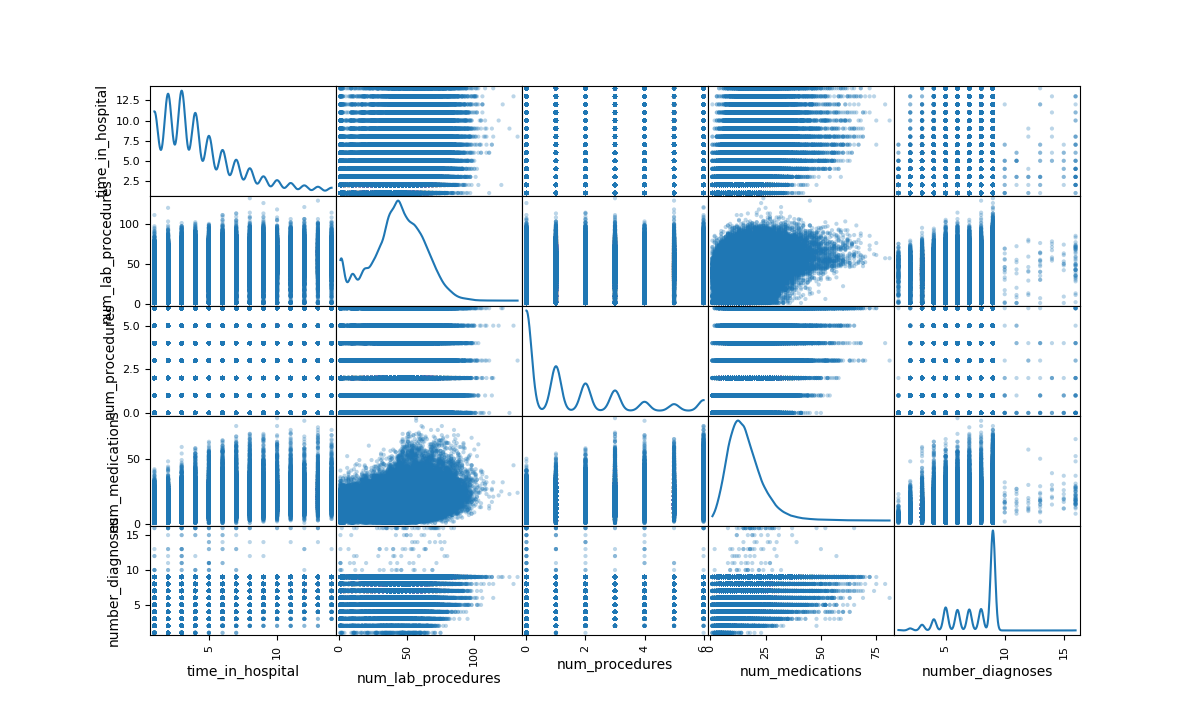 time_in_hospital
12.5
10.0
7.5
5.0
2.5
num_lab_procedures
100
50
0
num_procedures
5.0
2.5
0.0
num_medications
50
0
number_diagnoses
15
10
5
5 10 0 50 100 0 2 4 6 0 25 50 75 5 10 15
time_in_hospital num_lab_procedures num_procedures num_medications number_diagnoses